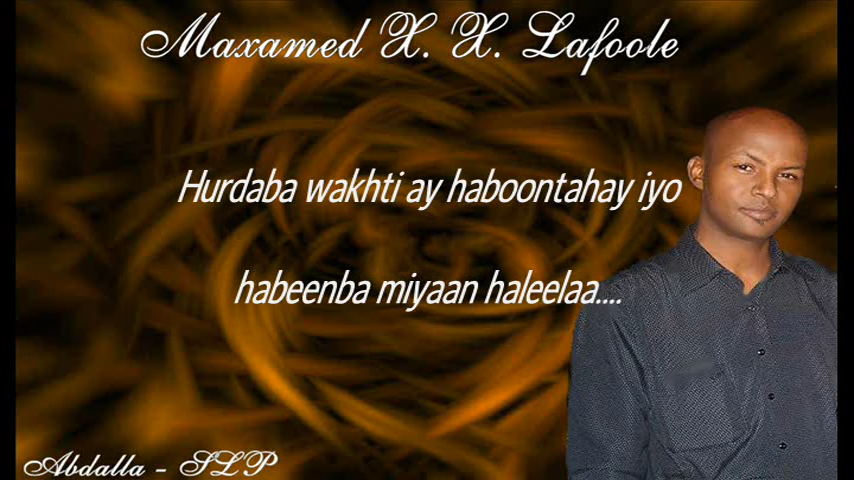 Maxamed X. X. Lafoole
Hurdaba wakhti ay haboontahay iyo
habeenba miyaan haleelaa....
Abdalla - SLP